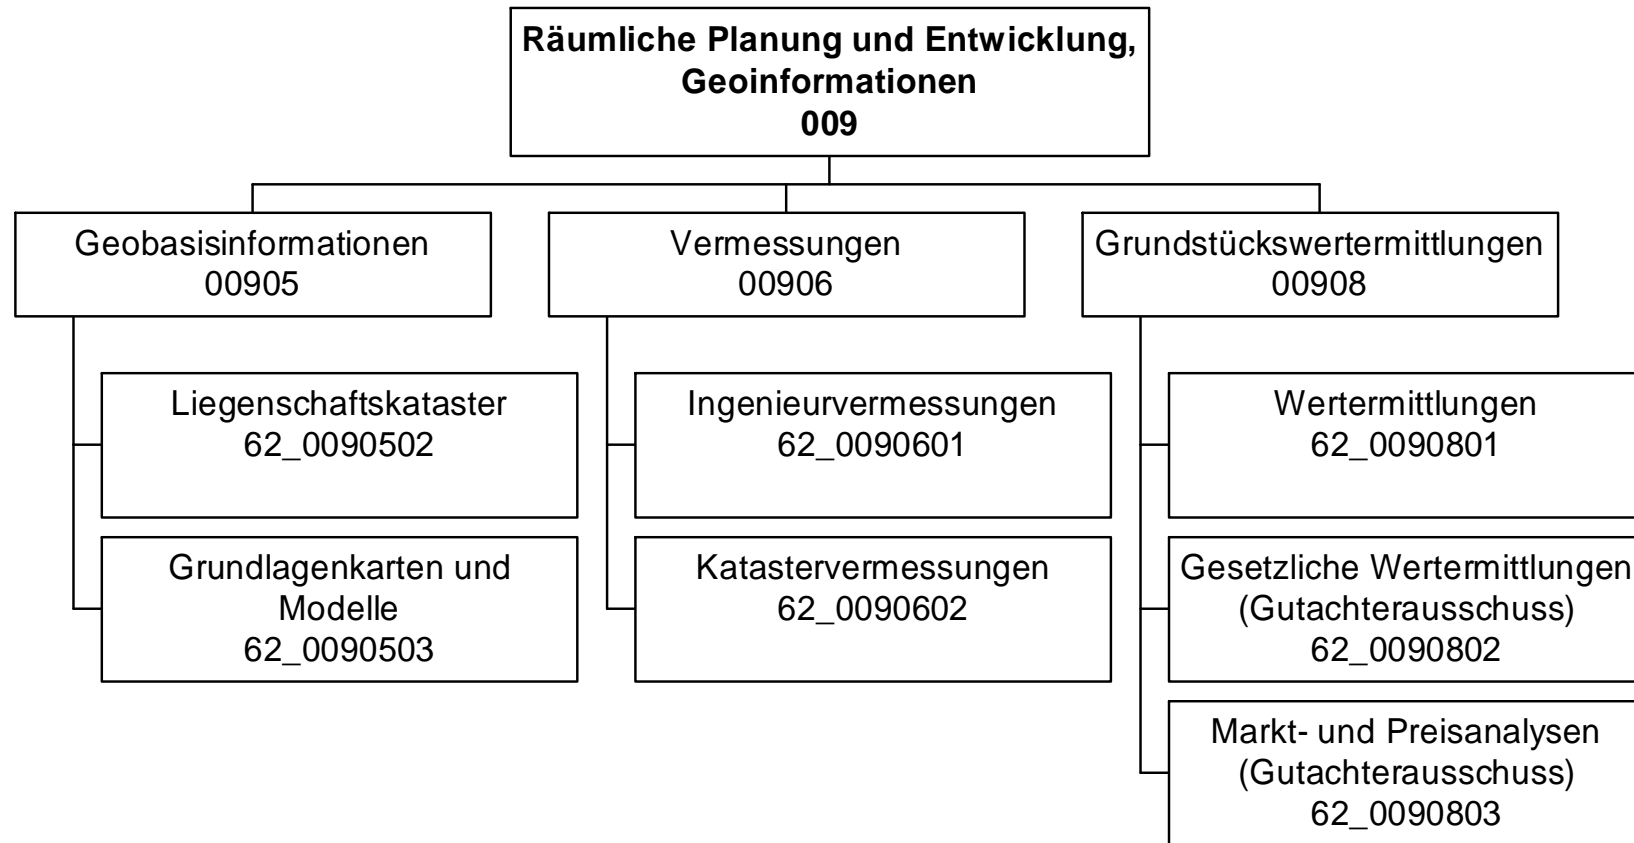 Räumliche Planung und Entwicklung,
Geoinformationen
009
Geobasisinformationen
00905
Vermessungen
00906
Grundstückswertermittlungen
00908
Liegenschaftskataster
62_0090502
Ingenieurvermessungen
62_0090601
Wertermittlungen
62_0090801
Grundlagenkarten und
Modelle
62_0090503
Katastervermessungen
62_0090602
Gesetzliche Wertermittlungen
(Gutachterausschuss)
62_0090802
Markt- und Preisanalysen
(Gutachterausschuss)
62_0090803